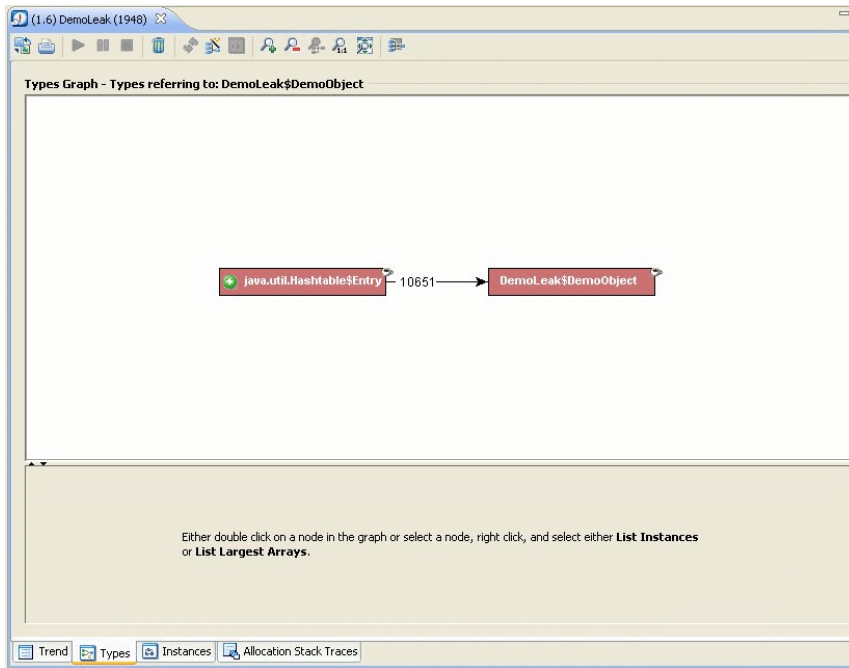 (1.6) DemoLeak (1948)
1:1
Types Graph - Types referring to: DemoLeak$DemoObject
java.util.Hashtable$Entry
10651
DemoLeak$DemoObject
Either double click on a node in the graph or select a node, right click, and select either List Instances
or List Largest Arrays.
Trend
Types
Instances
Allocation Stack Traces